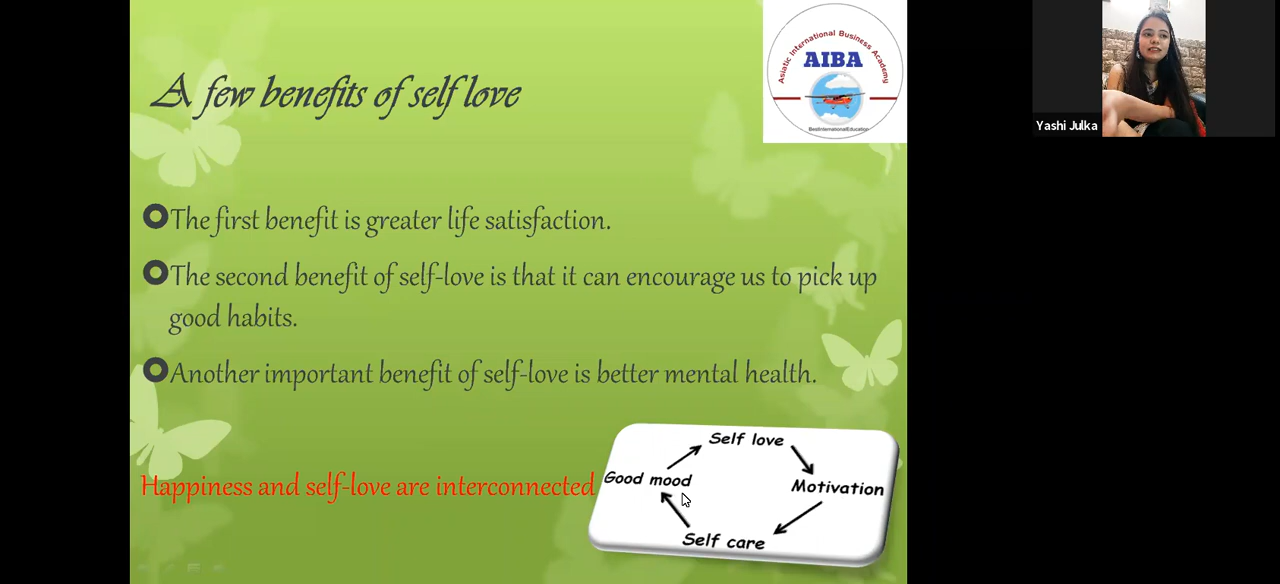 A few benefits of self love
Asiatic International Business Academy
AIBA
BestInternationalEducation
Yashi Julka
The first benefit is greater life satisfaction.
The second benefit of self-love is that it can encourage us to pick up
good habits.
Another important benefit of self-love is better mental health.
Happiness and self-love are interconnected
Self love
Good mood
Motivation
Self care